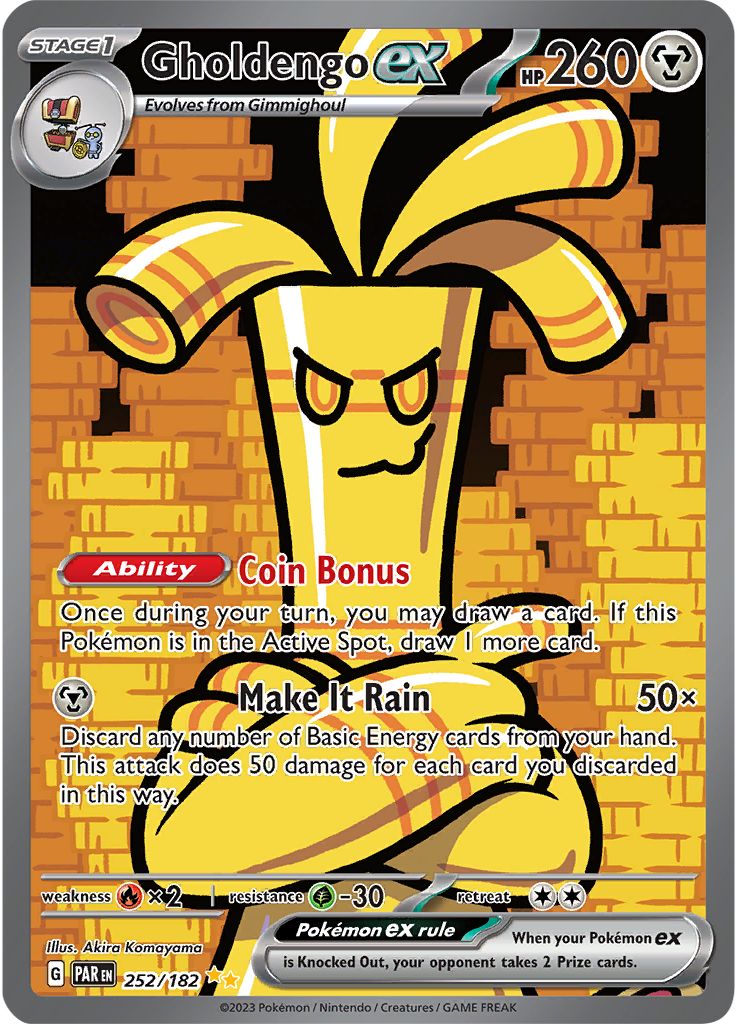 STAGE1
Gholdengo ex
HP260
Evolves from Gimmighoul
Ability Coin Bonus
Once during your turn, you may draw a card. If this
Pokémon is in the Active Spot, draw 1 more card.
Make It Rain 50×
Discard any number of Basic Energy cards from your hand.
This attack does 50 damage for each card you discarded
in this way.
weakness ×2 resistance -30 retreat
Illus. Akira Komayama
Pokémon ex rule
When your Pokémon ex
is Knocked Out, your opponent takes 2 Prize cards.
G PAR EN 252/182
©2023 Pokémon / Nintendo / Creatures / GAME FREAK